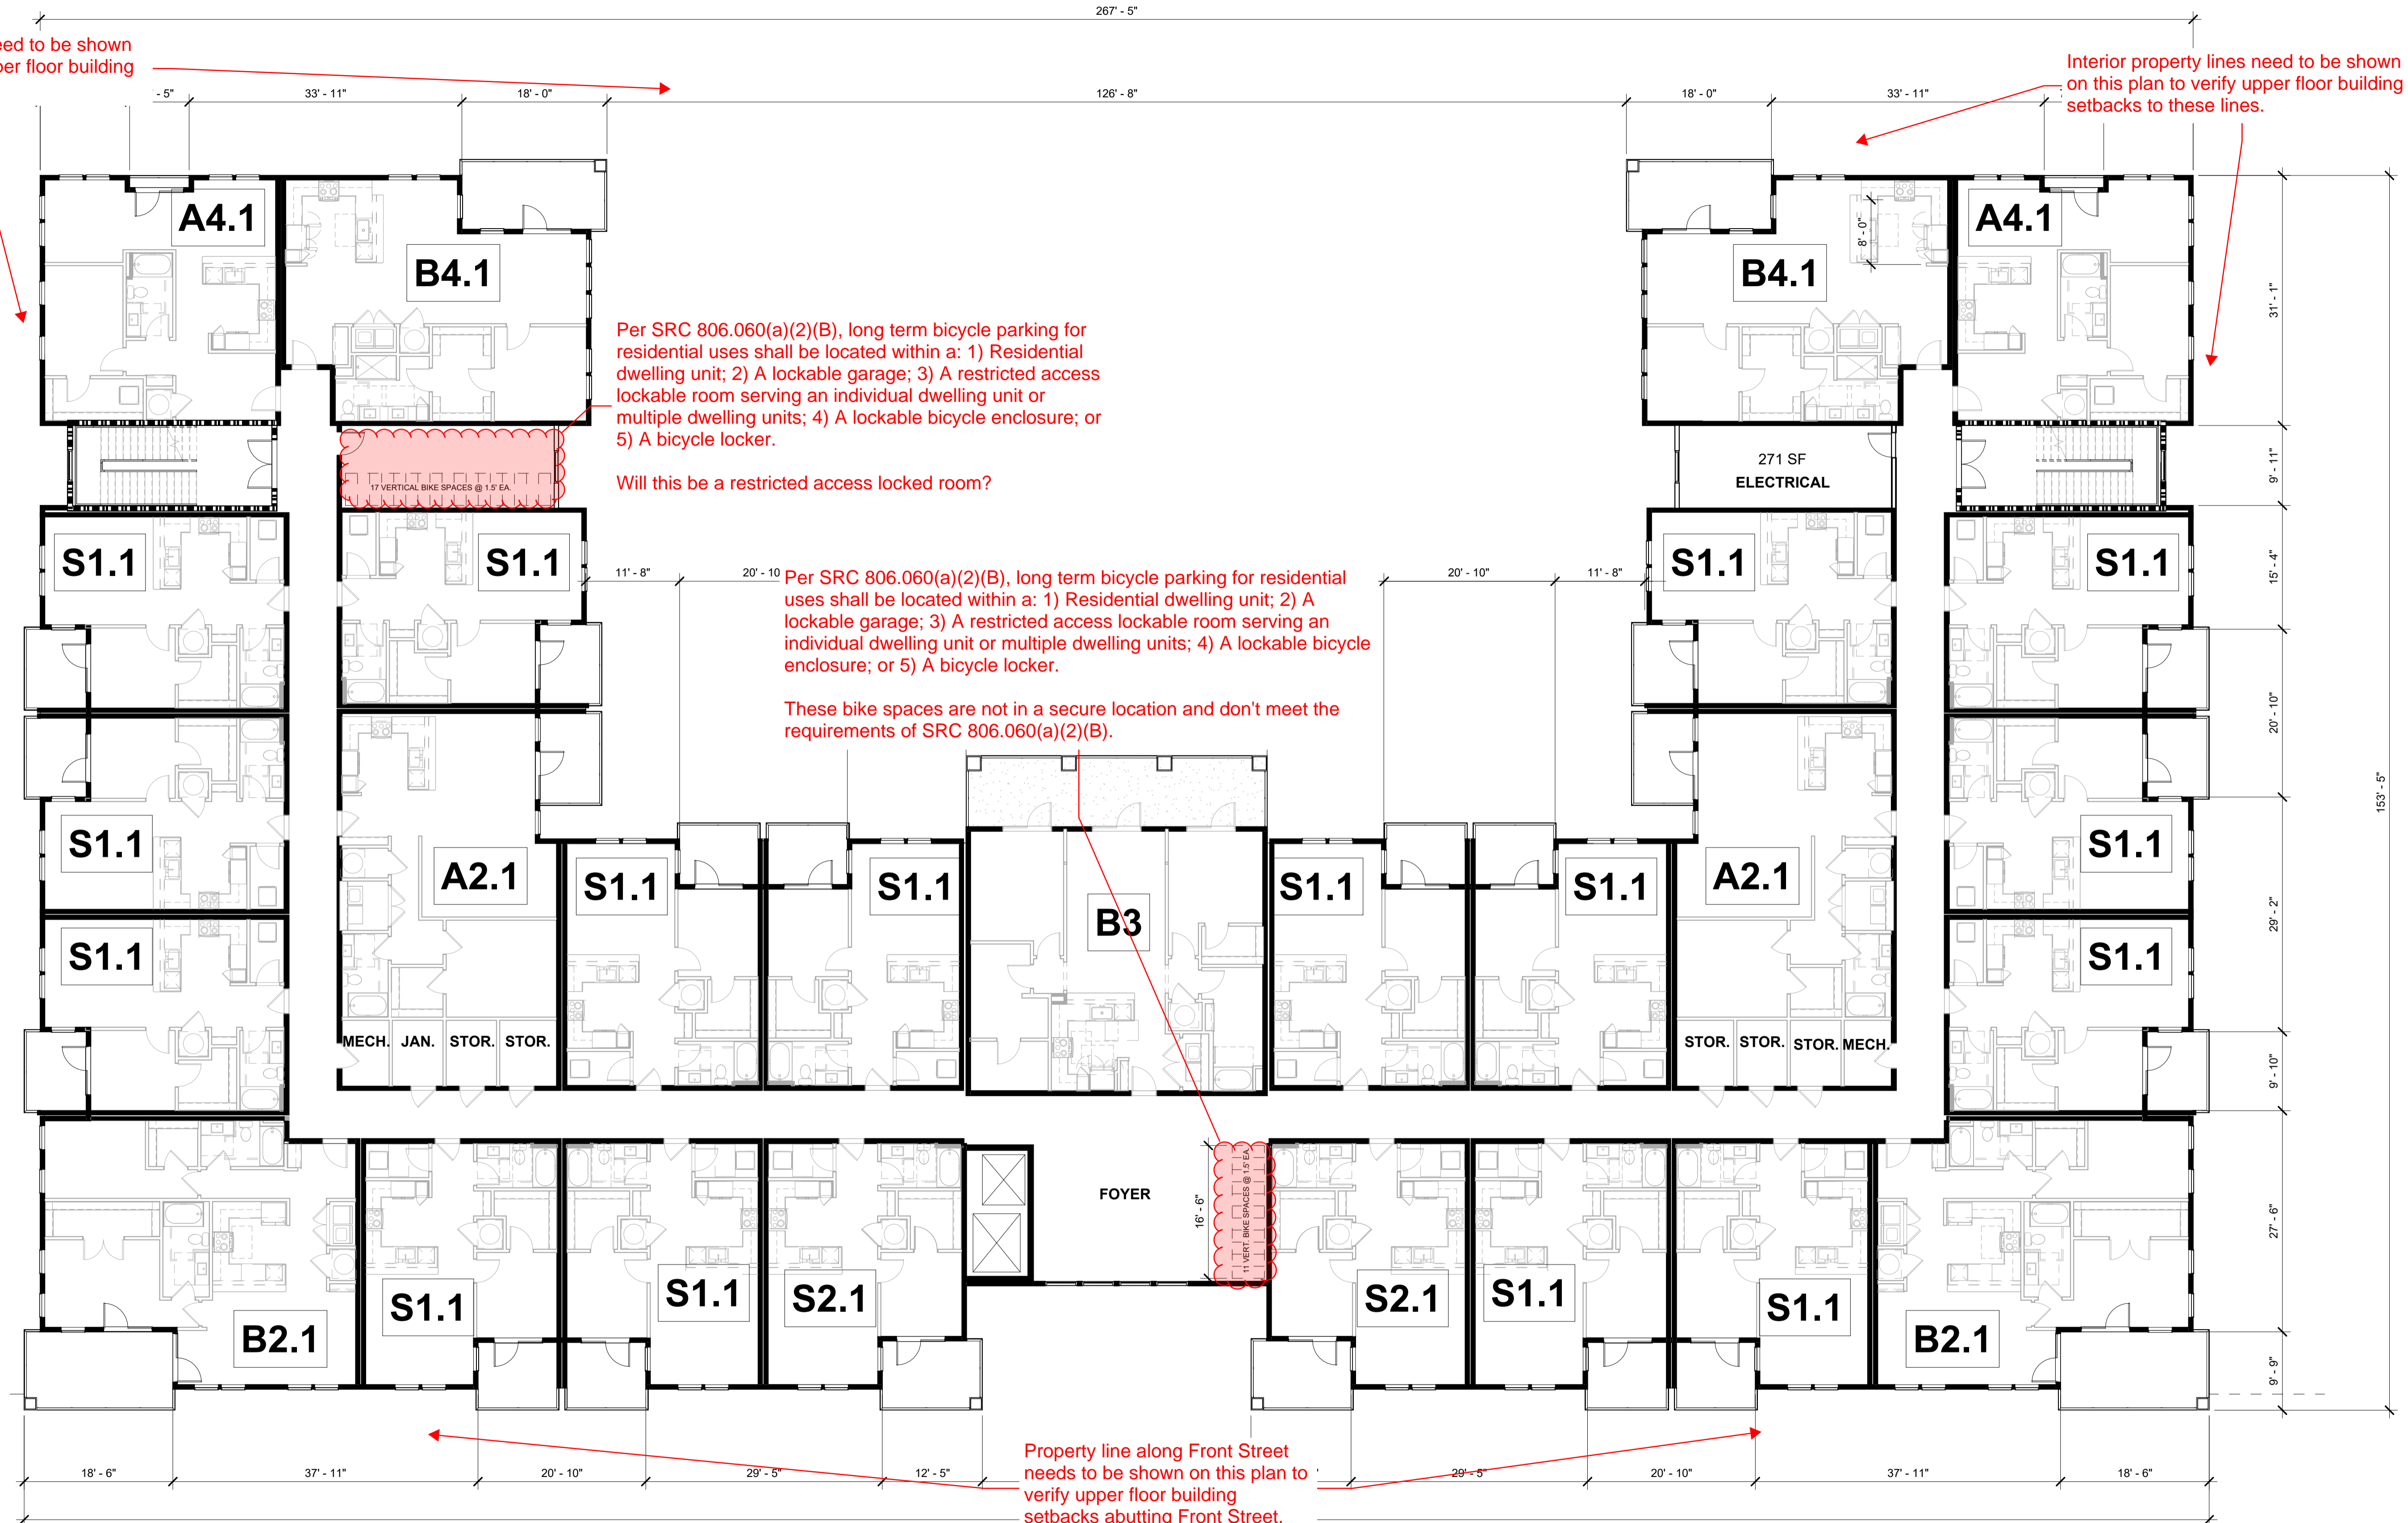 267' - 5"
eed to be shown
per floor building
Interior property lines need to be shown
on this plan to verify upper floor building
setbacks to these lines.
- 5"
33' - 11"
18' - 0"
126' - 8"
18' - 0"
33' - 11"
A4.1
B4.1
B4.1
8' - 0"
A4.1
31' - 1"
Per SRC 806.060(a)(2)(B), long term bicycle parking for
residential uses shall be located within a: 1) Residential
dwelling unit; 2) A lockable garage; 3) A restricted access
lockable room serving an individual dwelling unit or
multiple dwelling units; 4) A lockable bicycle enclosure; or
5) A bicycle locker.
Will this be a restricted access locked room?
17 VERTICAL BIKE SPACES @ 1.5' EA.
271 SF
ELECTRICAL
9' - 11"
S1.1
S1.1
S1.1
S1.1
11' - 8"
20' - 10
20' - 10"
11' - 8"
15' - 4"
Per SRC 806.060(a)(2)(B), long term bicycle parking for residential
uses shall be located within a: 1) Residential dwelling unit; 2) A
lockable garage; 3) A restricted access lockable room serving an
individual dwelling unit or multiple dwelling units; 4) A lockable bicycle
enclosure; or 5) A bicycle locker.
These bike spaces are not in a secure location and don't meet the
requirements of SRC 806.060(a)(2)(B).
20' - 10"
153' - 5"
S1.1
A2.1
S1.1
S1.1
B3
S1.1
S1.1
A2.1
S1.1
29' - 2"
S1.1
S1.1
MECH.
JAN.
STOR.
STOR.
STOR.
STOR.
STOR.
MECH.
9' - 10"
FOYER
16' - 6"
11 VERT. BIKE SPACES @ 1.5' EA.
27' - 6"
B2.1
S1.1
S1.1
S2.1
S2.1
S1.1
S1.1
B2.1
9' - 9"
18' - 6"
37' - 11"
20' - 10"
29' - 5"
12' - 5"
Property line along Front Street
needs to be shown on this plan to
verify upper floor building
setbacks abutting Front Street.
29' - 5"
20' - 10"
37' - 11"
18' - 6"